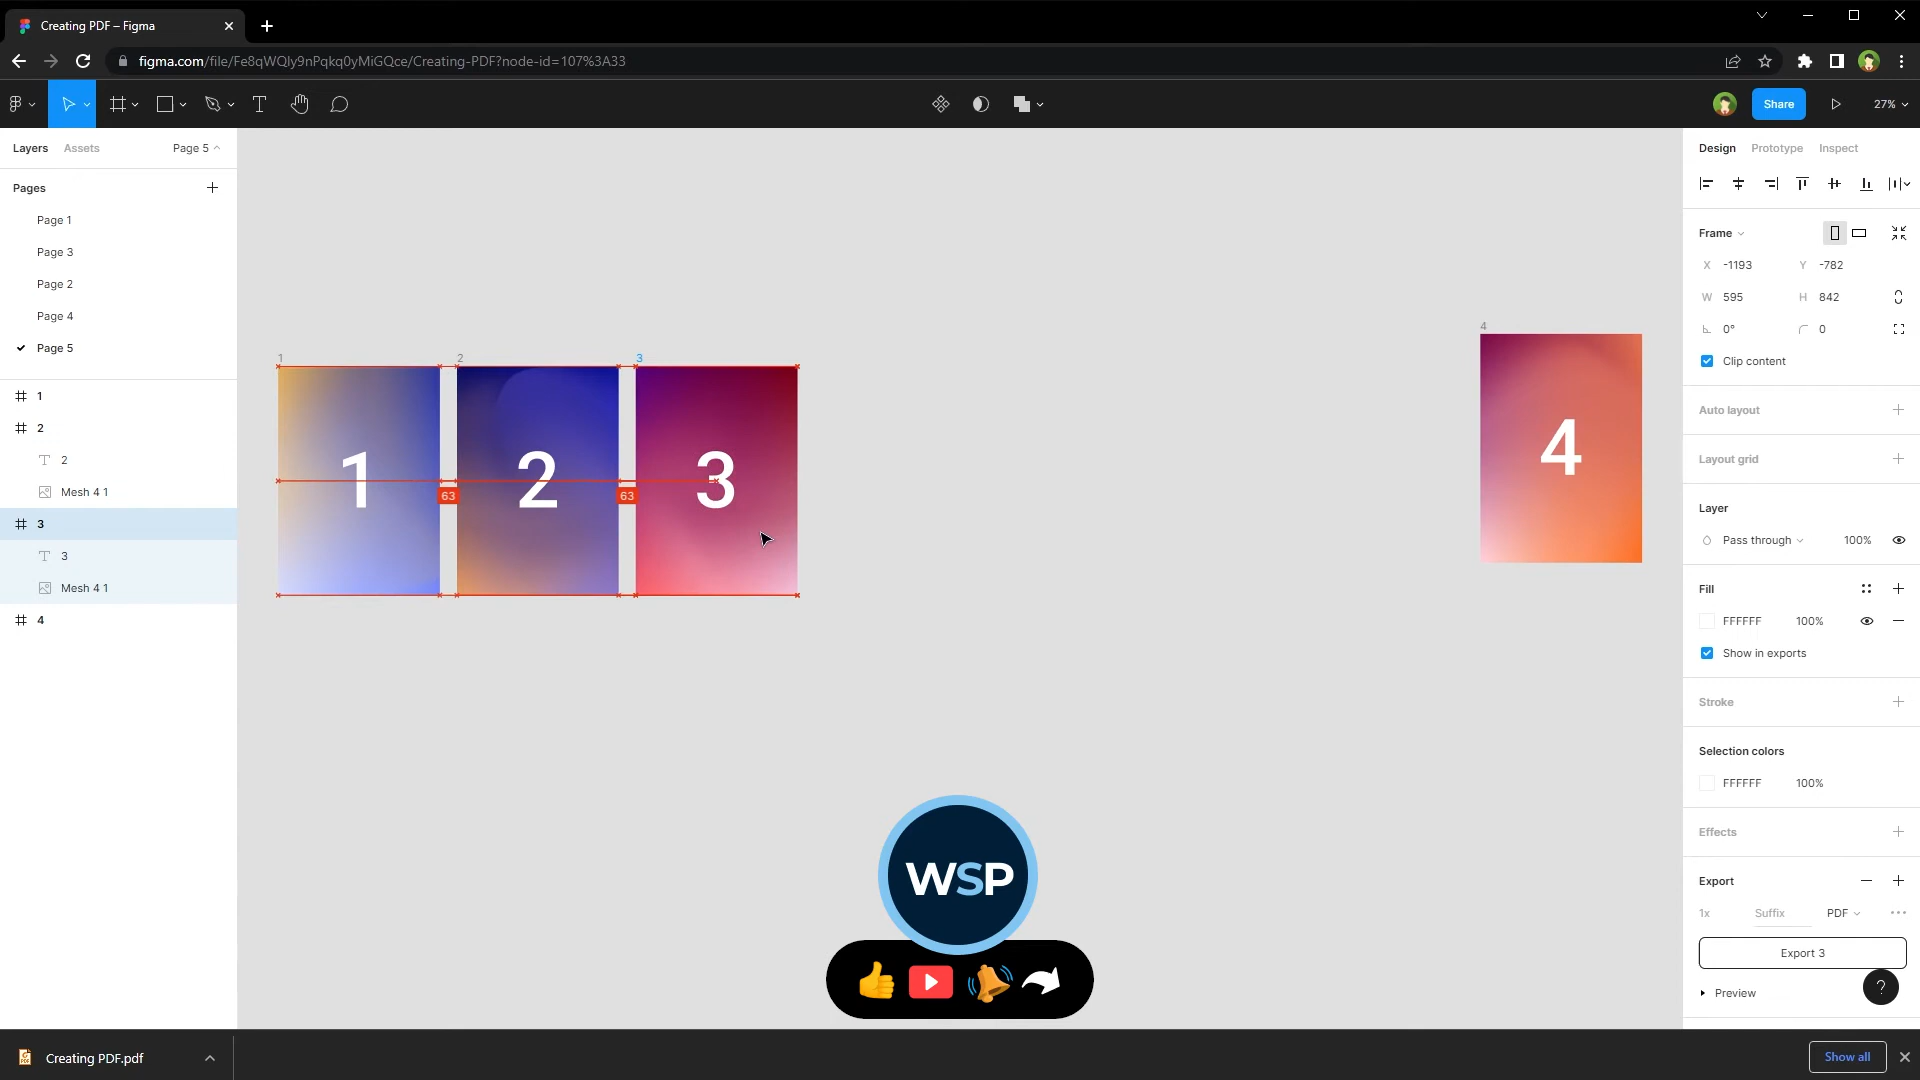 Creating PDF – Figma
figma.com/file/Fe8qWQly9nPqkq0yMiGQce/Creating-PDF?node-id=107%3A33
Share
27%
Layers
Assets
Page 5
Pages
Page 1
Page 3
Page 2
Page 4
Page 5
1
2
2
Mesh 4 1
3
3
Mesh 4 1
4
1
2
3
4
1
2
3
4
63
63
WSP
Design
Prototype
Inspect
Frame
X -1193
Y -782
W 595
H 842
0°
0
Clip content
Auto layout
Layout grid
Layer
Pass through
100%
Fill
FFFFFF
100%
Show in exports
Stroke
Selection colors
FFFFFF
100%
Effects
Export
1x
Suffix
PDF
Export 3
Preview
?
Creating PDF.pdf
Show all